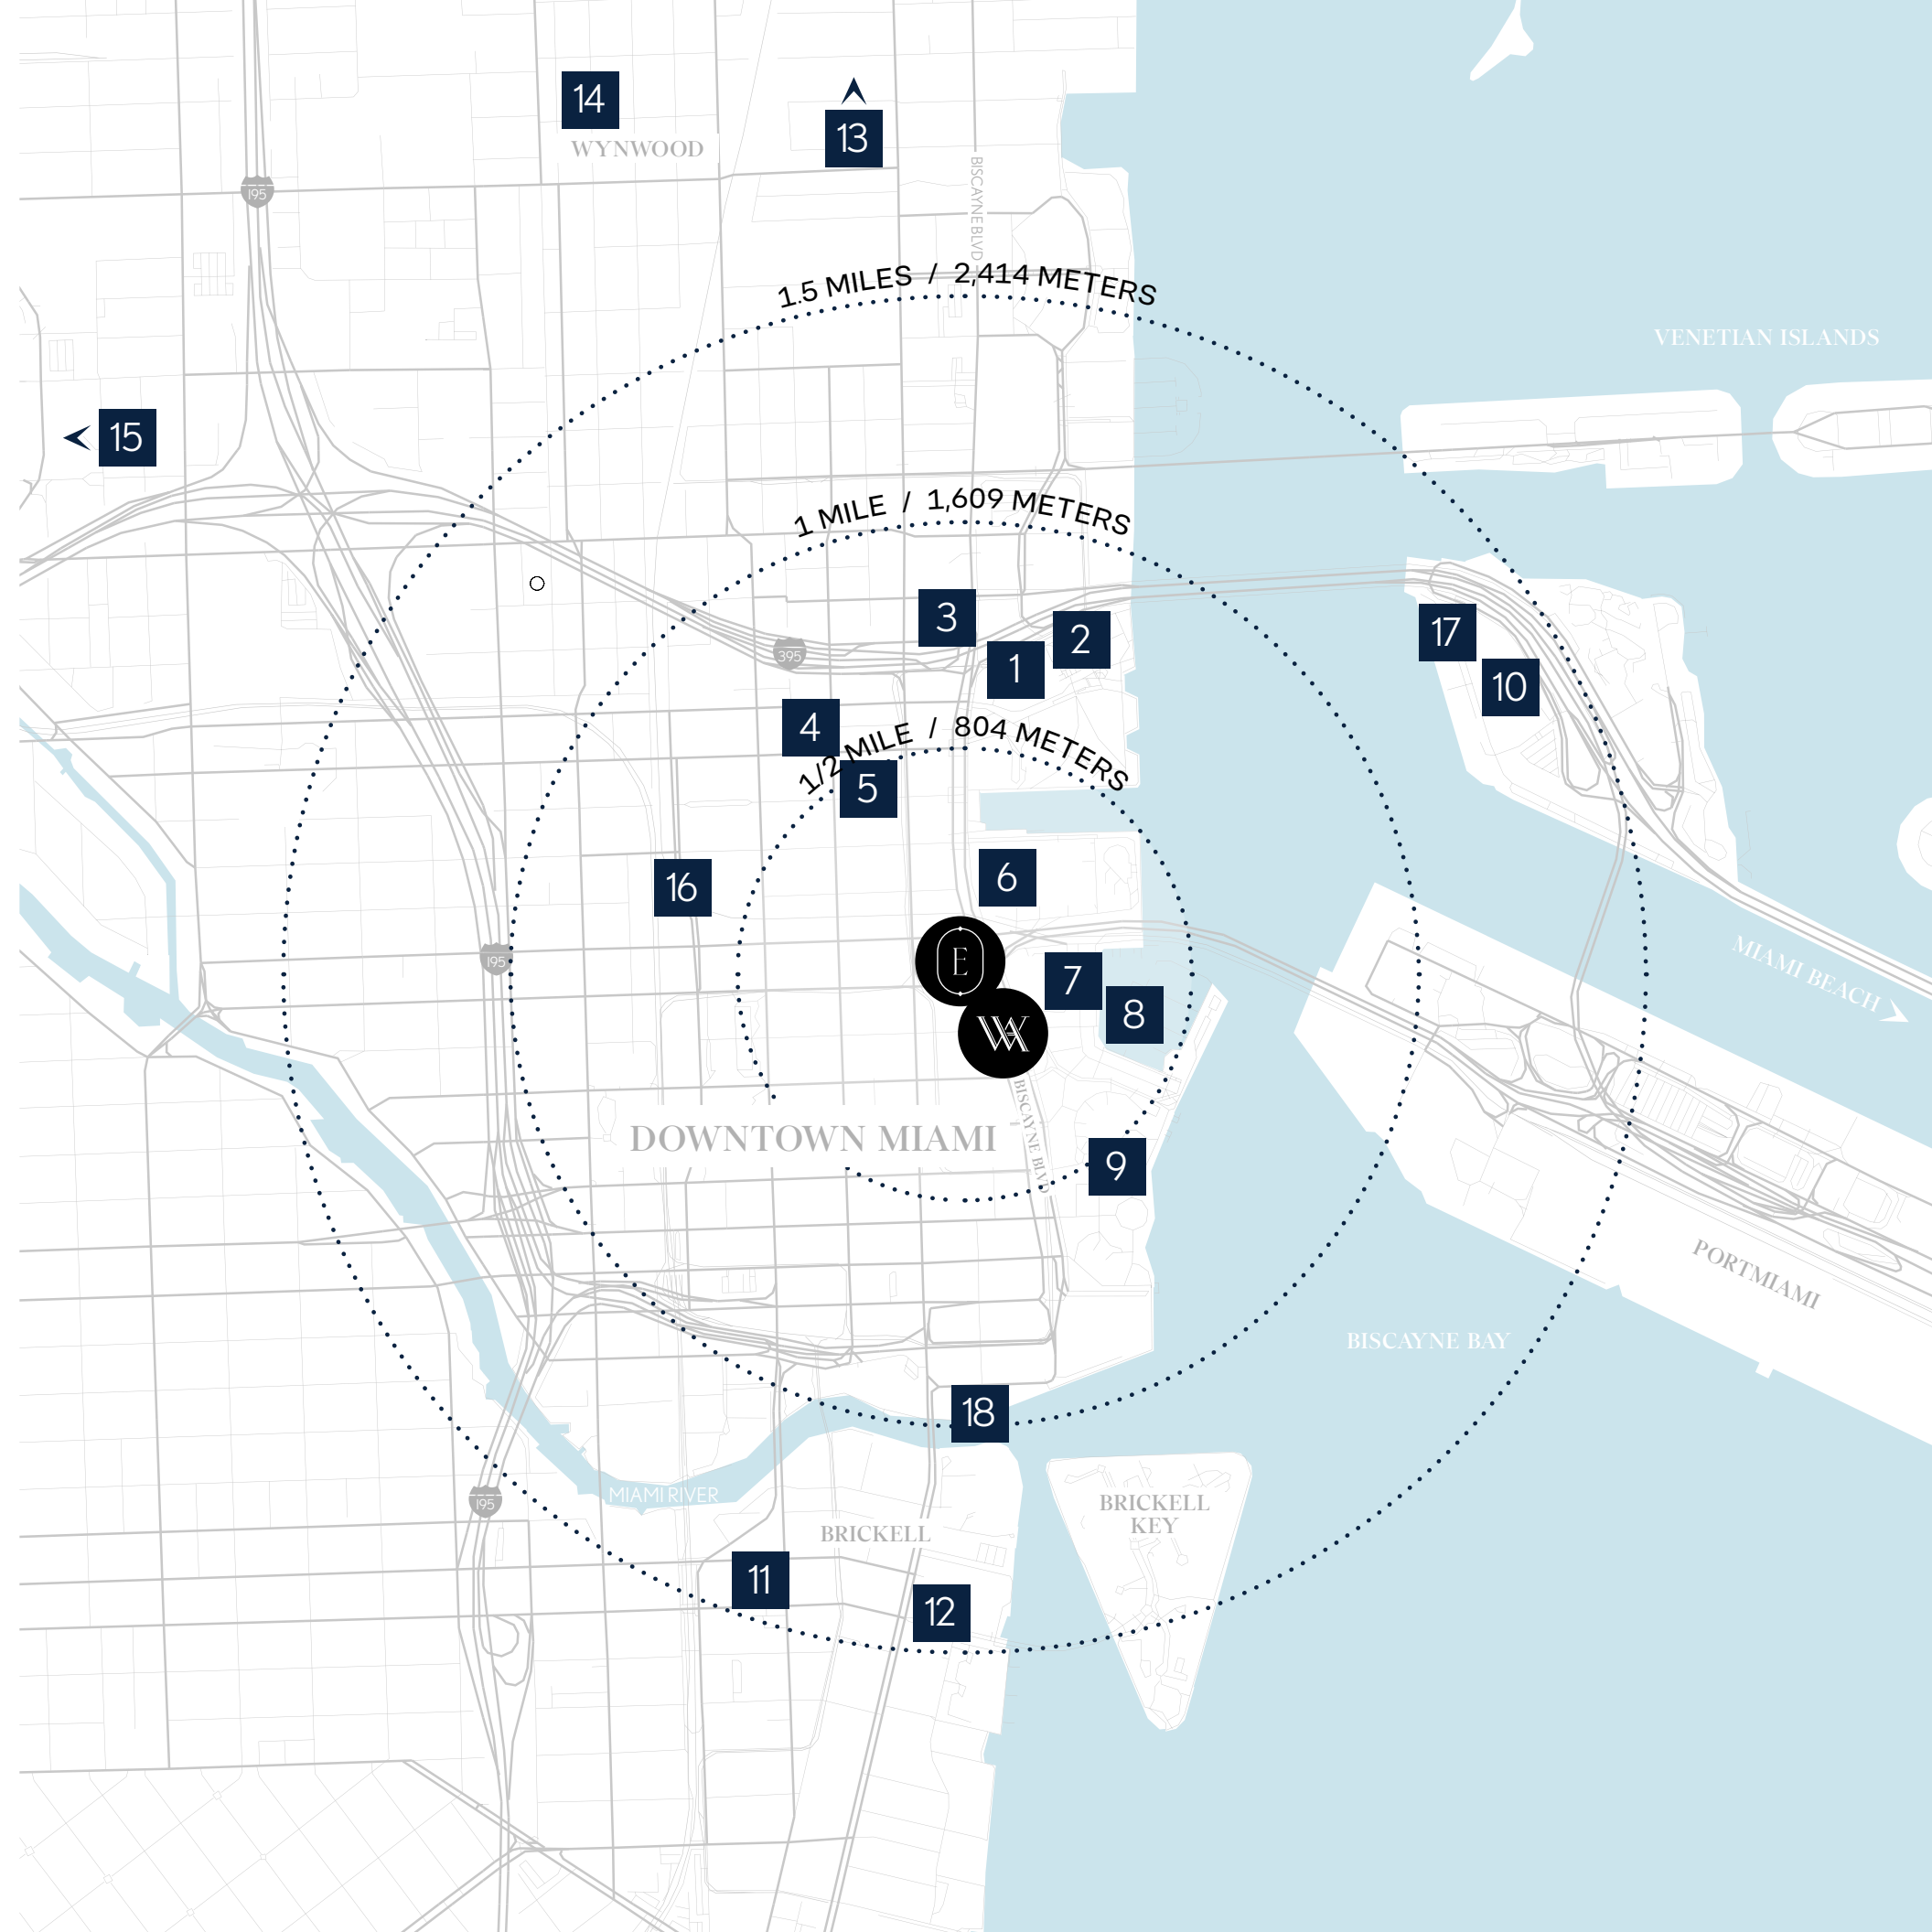 14
WYNWOOD
13
BISCAYNE BLVD
195
1.5 MILES / 2,414 METERS
VENETIAN ISLANDS
15
1 MILE / 1,609 METERS
3
2
17
1
395
10
4
1/2 MILE / 804 METERS
5
6
16
195
E
7
MIAMI BEACH
8
WA
BISCAYNE BLVD
DOWNTOWN MIAMI
9
PORTMIAMI
BISCAYNE BAY
18
MIAMI RIVER
195
BRICKELL
KEY
BRICKELL
11
12